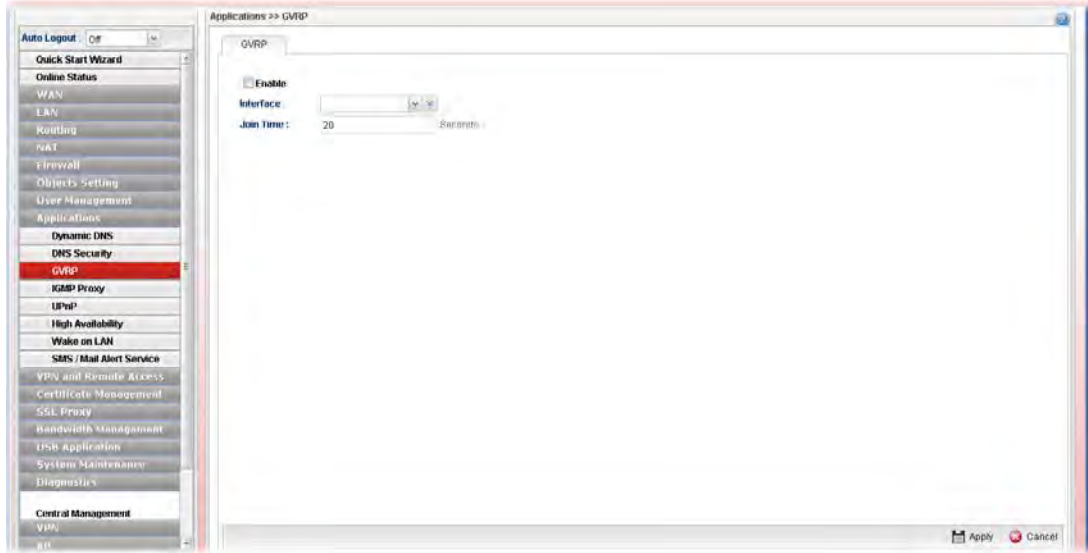 Applications >> GVRP
Auto Logout : Off
Quick Start Wizard
Online Status
WAN
LAN
Routing
NAT
Firewall
Objects Setting
User Management
Applications
Dynamic DNS
DNS Security
GVRP
IGMP Proxy
UPnP
High Availability
Wake on LAN
SMS / Mail Alert Service
VPN and Remote Access
Certificate Management
SSL Proxy
Bandwidth Management
USB Application
System Maintenance
Diagnostics
Central Management
VPN
AP
GVRP
Enable
Interface
Join Time : 20 Seconds
Apply Cancel